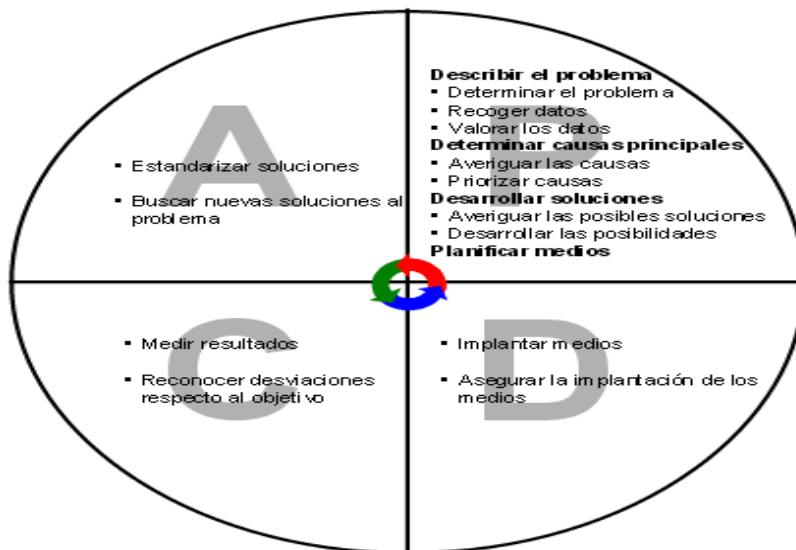 A
▪ Estandarizar soluciones
▪ Buscar nuevas soluciones al
problema
P
Describir el problema
▪ Determinar el problema
▪ Recoger datos
▪ Valorar los datos
Determinar causas principales
▪ Averiguar las causas
▪ Priorizar causas
Desarrollar soluciones
▪ Averiguar las posibles soluciones
▪ Desarrollar las posibilidades
Planificar medios
C
▪ Medir resultados
▪ Reconocer desviaciones
respecto al objetivo
D
▪ Implantar medios
▪ Asegurar la implantación de los
medios